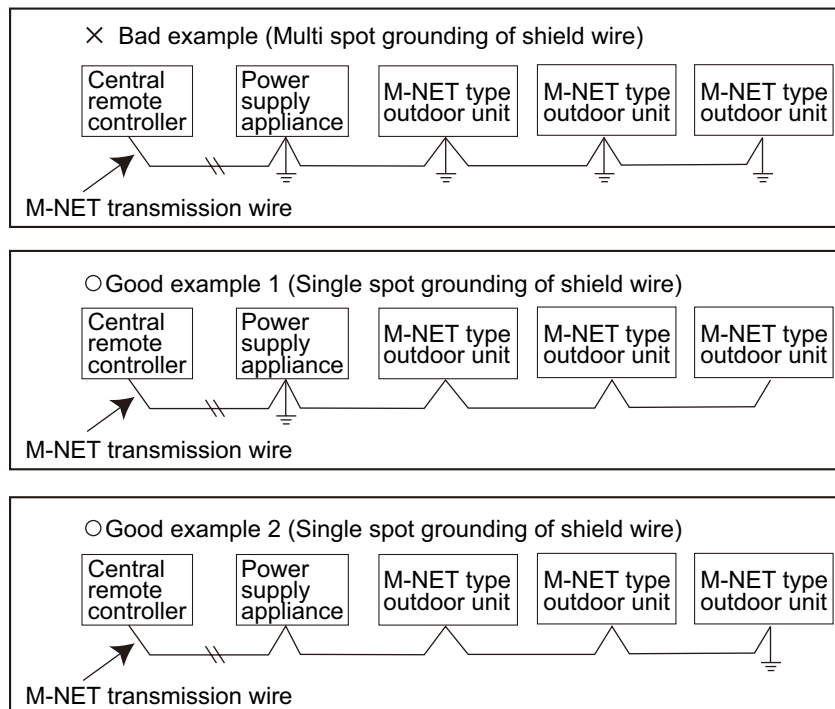 × Bad example (Multi spot grounding of shield wire)
Central
remote
controller
Power
supply
appliance
M-NET type
outdoor unit
M-NET type
outdoor unit
M-NET type
outdoor unit
M-NET transmission wire
○ Good example 1 (Single spot grounding of shield wire)
Central
remote
controller
Power
supply
appliance
M-NET type
outdoor unit
M-NET type
outdoor unit
M-NET type
outdoor unit
M-NET transmission wire
○ Good example 2 (Single spot grounding of shield wire)
Central
remote
controller
Power
supply
appliance
M-NET type
outdoor unit
M-NET type
outdoor unit
M-NET type
outdoor unit
M-NET transmission wire